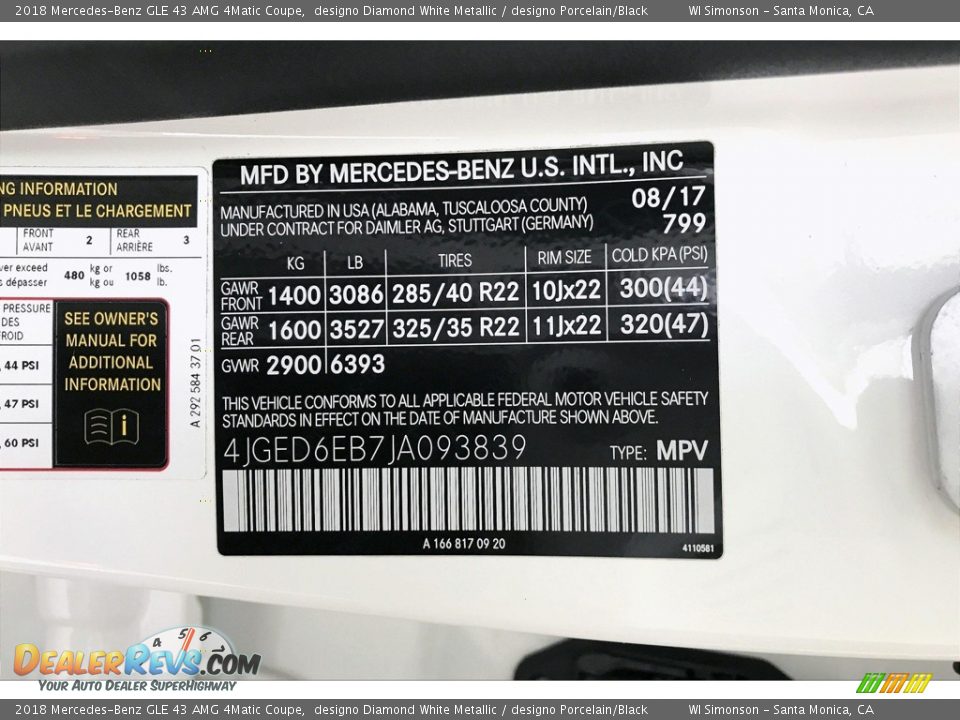 2018 Mercedes-Benz GLE 43 AMG 4Matic Coupe, designo Diamond White Metallic / designo Porcelain/Black WI Simonson - Santa Monica, CA
NG INFORMATION
PNEUS ET LE CHARGEMENT
FRONT AVANT 2 REAR ARRIÈRE 3
ver exceed 480 kg or 1058 lbs.
dépasser kg ou lb.
PRESSURE
DES
ROID
44 PSI
47 PSI
60 PSI
SEE OWNER'S
MANUAL FOR
ADDITIONAL
INFORMATION
i
A 292 584 37 01
MFD BY MERCEDES-BENZ U.S. INTL., INC
MANUFACTURED IN USA (ALABAMA, TUSCALOOSA COUNTY) 08/17
UNDER CONTRACT FOR DAIMLER AG, STUTTGART (GERMANY) 799
KG LB TIRES RIM SIZE COLD KPA (PSI)
GAWR FRONT 1400 3086 285/40 R22 10Jx22 300(44)
GAWR REAR 1600 3527 325/35 R22 11Jx22 320(47)
GVWR 2900 6393
THIS VEHICLE CONFORMS TO ALL APPLICABLE FEDERAL MOTOR VEHICLE SAFETY
STANDARDS IN EFFECT ON THE DATE OF MANUFACTURE SHOWN ABOVE.
4JGED6EB7JA093839 TYPE: MPV
A 166 817 09 20 4110581
4 5 6 7
DEALERREVS.COM
YOUR AUTO DEALER SUPERHIGHWAY
2018 Mercedes-Benz GLE 43 AMG 4Matic Coupe, designo Diamond White Metallic / designo Porcelain/Black WI Simonson - Santa Monica, CA